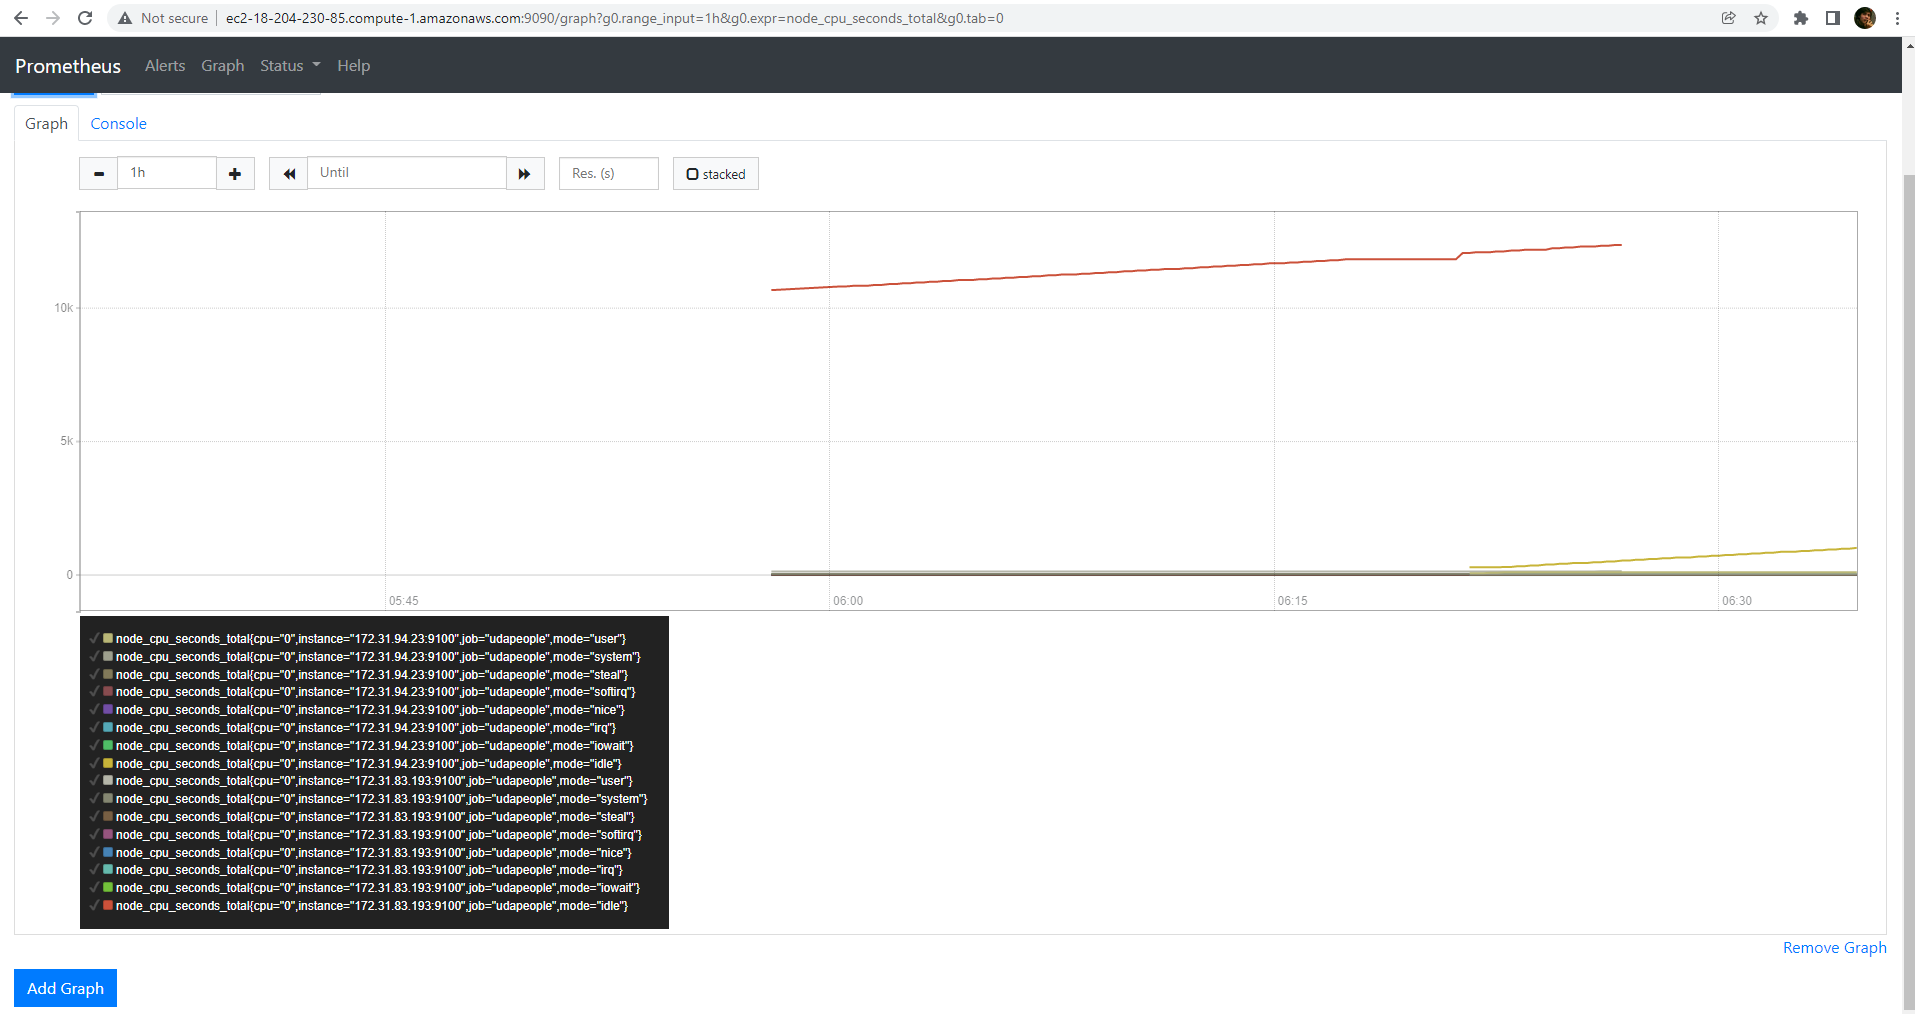 Not secure ec2-18-204-230-85.compute-1.amazonaws.com:9090/graph?g0.range_input=1h&g0.expr=node_cpu_seconds_total&g0.tab=0
Prometheus Alerts Graph Status Help
Graph Console
1h Until Res. (s) stacked
10k
5k
0
05:45 06:00 06:15 06:30
node_cpu_seconds_total{cpu="0",instance="172.31.94.23:9100",job="udapeople",mode="user"}
node_cpu_seconds_total{cpu="0",instance="172.31.94.23:9100",job="udapeople",mode="system"}
node_cpu_seconds_total{cpu="0",instance="172.31.94.23:9100",job="udapeople",mode="steal"}
node_cpu_seconds_total{cpu="0",instance="172.31.94.23:9100",job="udapeople",mode="softirq"}
node_cpu_seconds_total{cpu="0",instance="172.31.94.23:9100",job="udapeople",mode="nice"}
node_cpu_seconds_total{cpu="0",instance="172.31.94.23:9100",job="udapeople",mode="irq"}
node_cpu_seconds_total{cpu="0",instance="172.31.94.23:9100",job="udapeople",mode="iowait"}
node_cpu_seconds_total{cpu="0",instance="172.31.94.23:9100",job="udapeople",mode="idle"}
node_cpu_seconds_total{cpu="0",instance="172.31.83.193:9100",job="udapeople",mode="user"}
node_cpu_seconds_total{cpu="0",instance="172.31.83.193:9100",job="udapeople",mode="system"}
node_cpu_seconds_total{cpu="0",instance="172.31.83.193:9100",job="udapeople",mode="steal"}
node_cpu_seconds_total{cpu="0",instance="172.31.83.193:9100",job="udapeople",mode="softirq"}
node_cpu_seconds_total{cpu="0",instance="172.31.83.193:9100",job="udapeople",mode="nice"}
node_cpu_seconds_total{cpu="0",instance="172.31.83.193:9100",job="udapeople",mode="irq"}
node_cpu_seconds_total{cpu="0",instance="172.31.83.193:9100",job="udapeople",mode="iowait"}
node_cpu_seconds_total{cpu="0",instance="172.31.83.193:9100",job="udapeople",mode="idle"}
Remove Graph
Add Graph